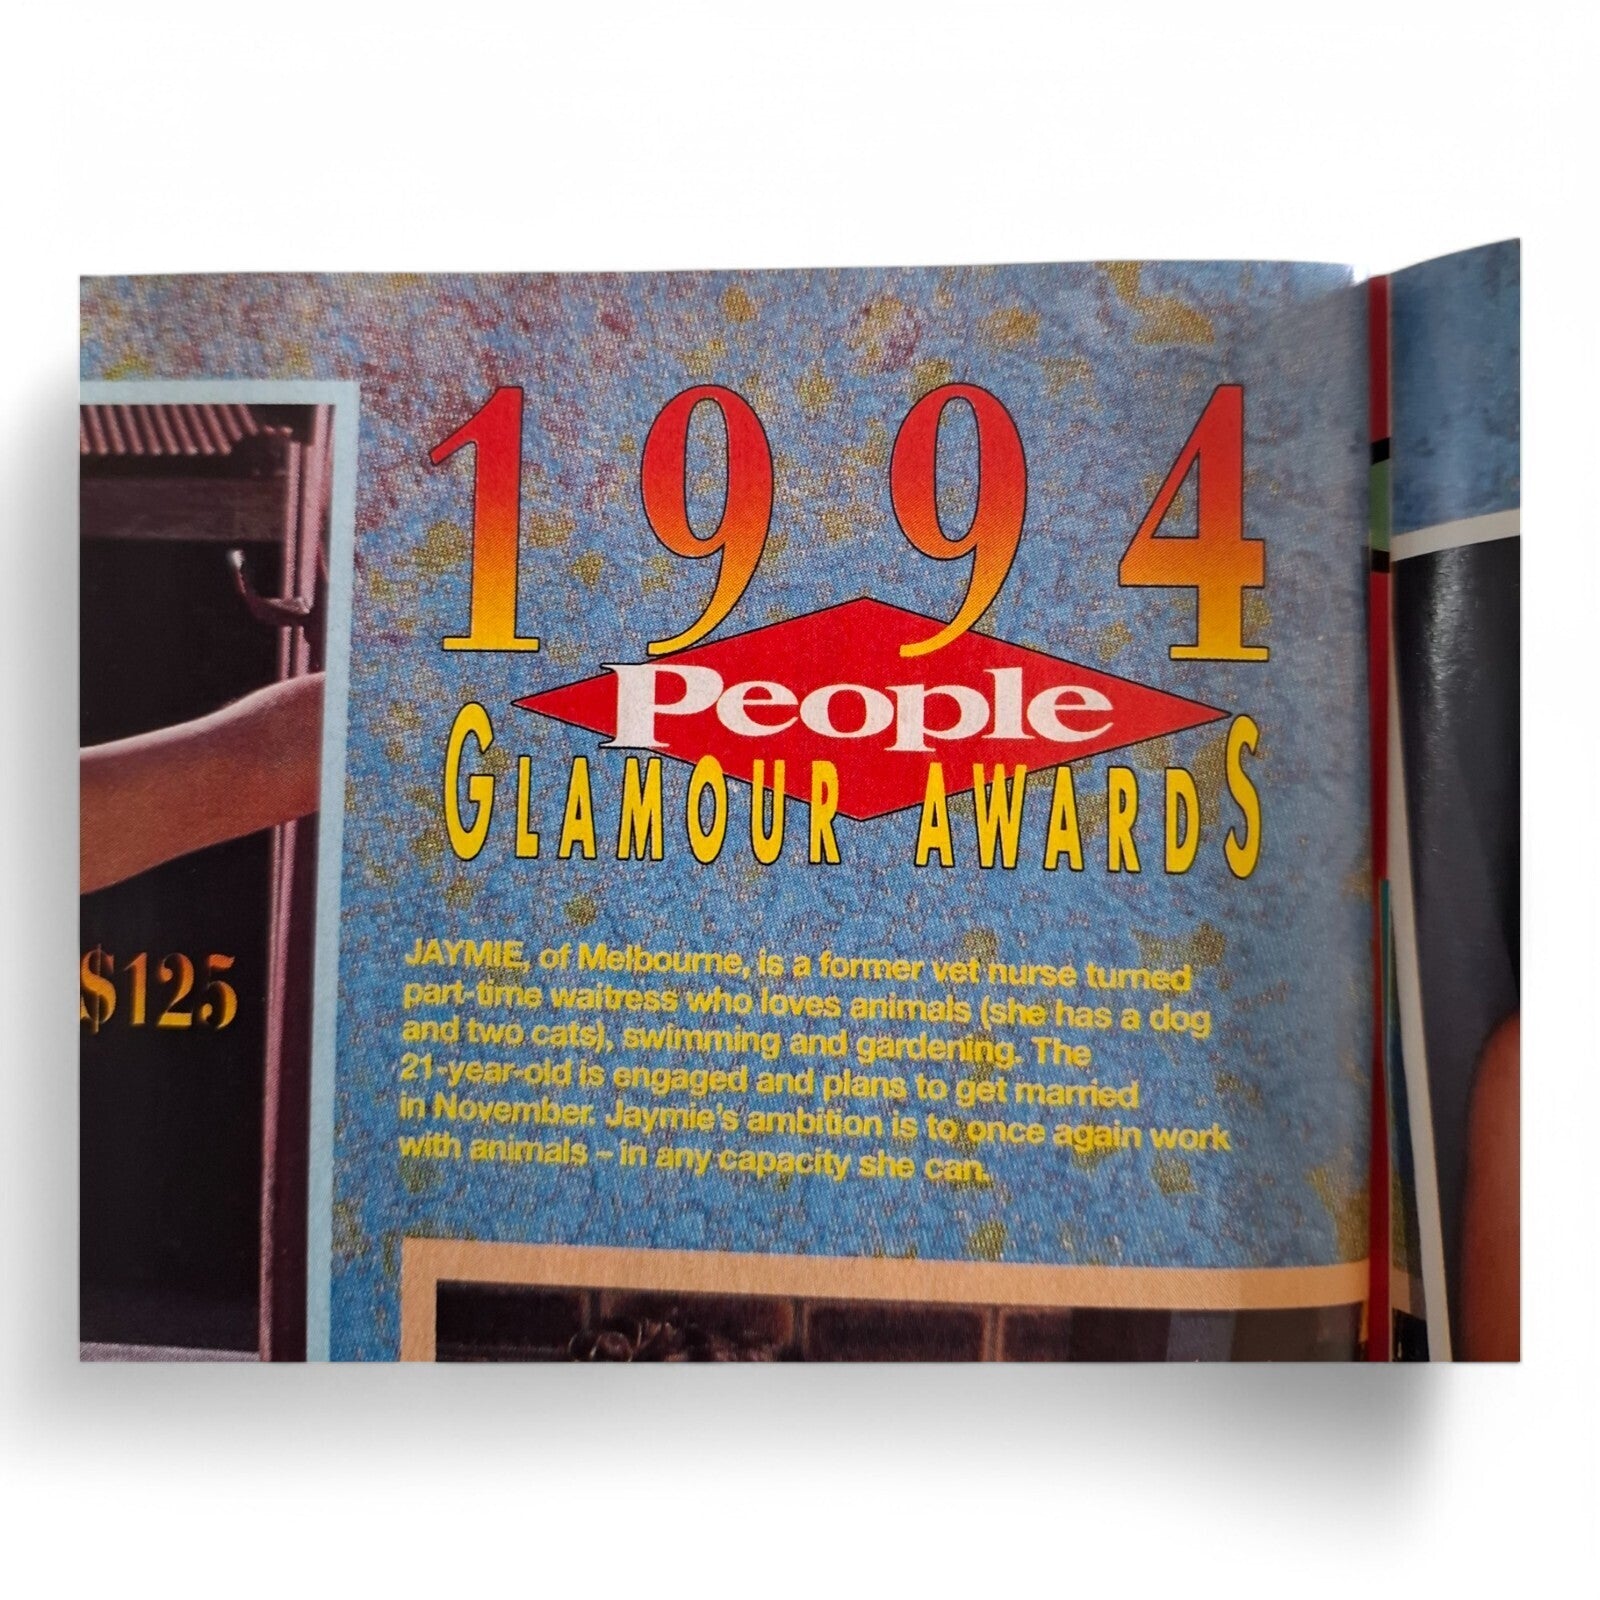 1994
People
GLAMOUR AWARDS
$125
JAYMIE, of Melbourne, is a former vet nurse turned
part-time waitress who loves animals (she has a dog
and two cats), swimming and gardening. The
21-year-old is engaged and plans to get married
in November. Jaymie's ambition is to once again work
with animals – in any capacity she can.